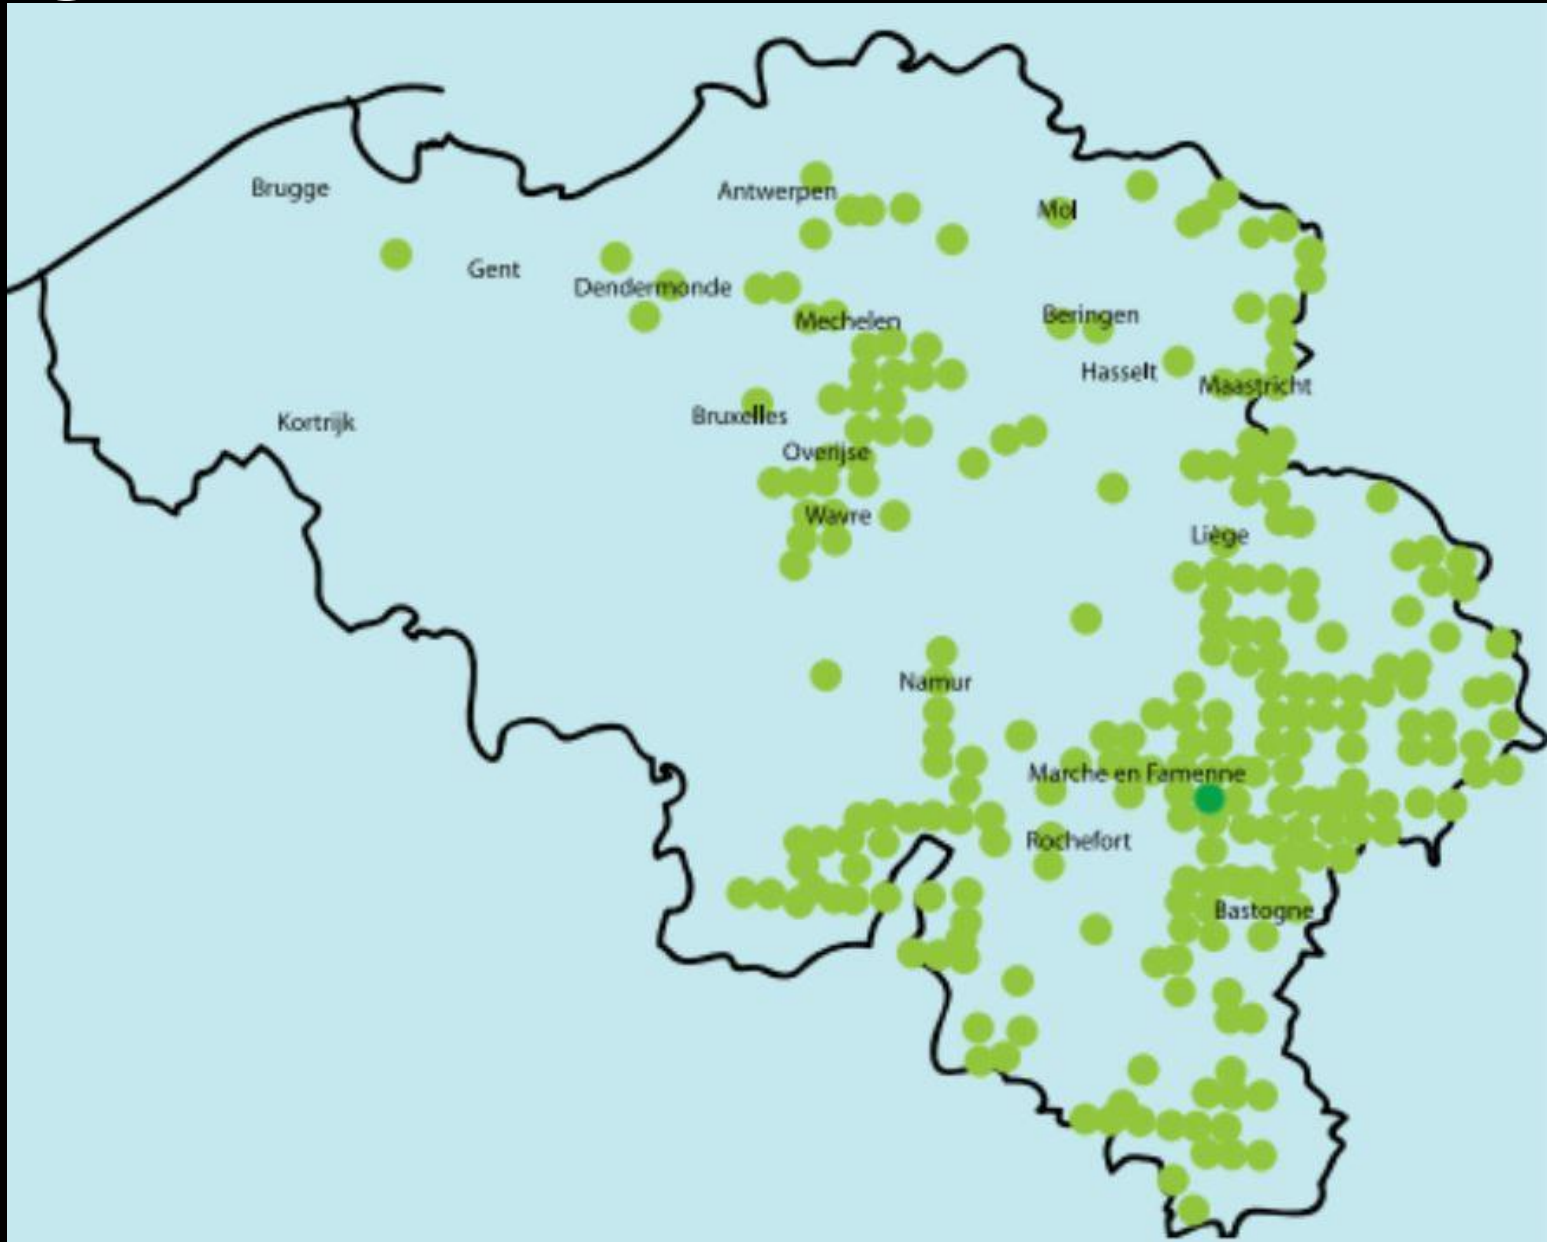 Brugge
Antwerpen
Mol
Gent
Dendermonde
Mechelen
Beringen
Hasselt
Maastricht
Bruxelles
Kortrijk
Overijse
Wavre
Liège
Namur
Marche en Famenne
Rochefort
Bastogne